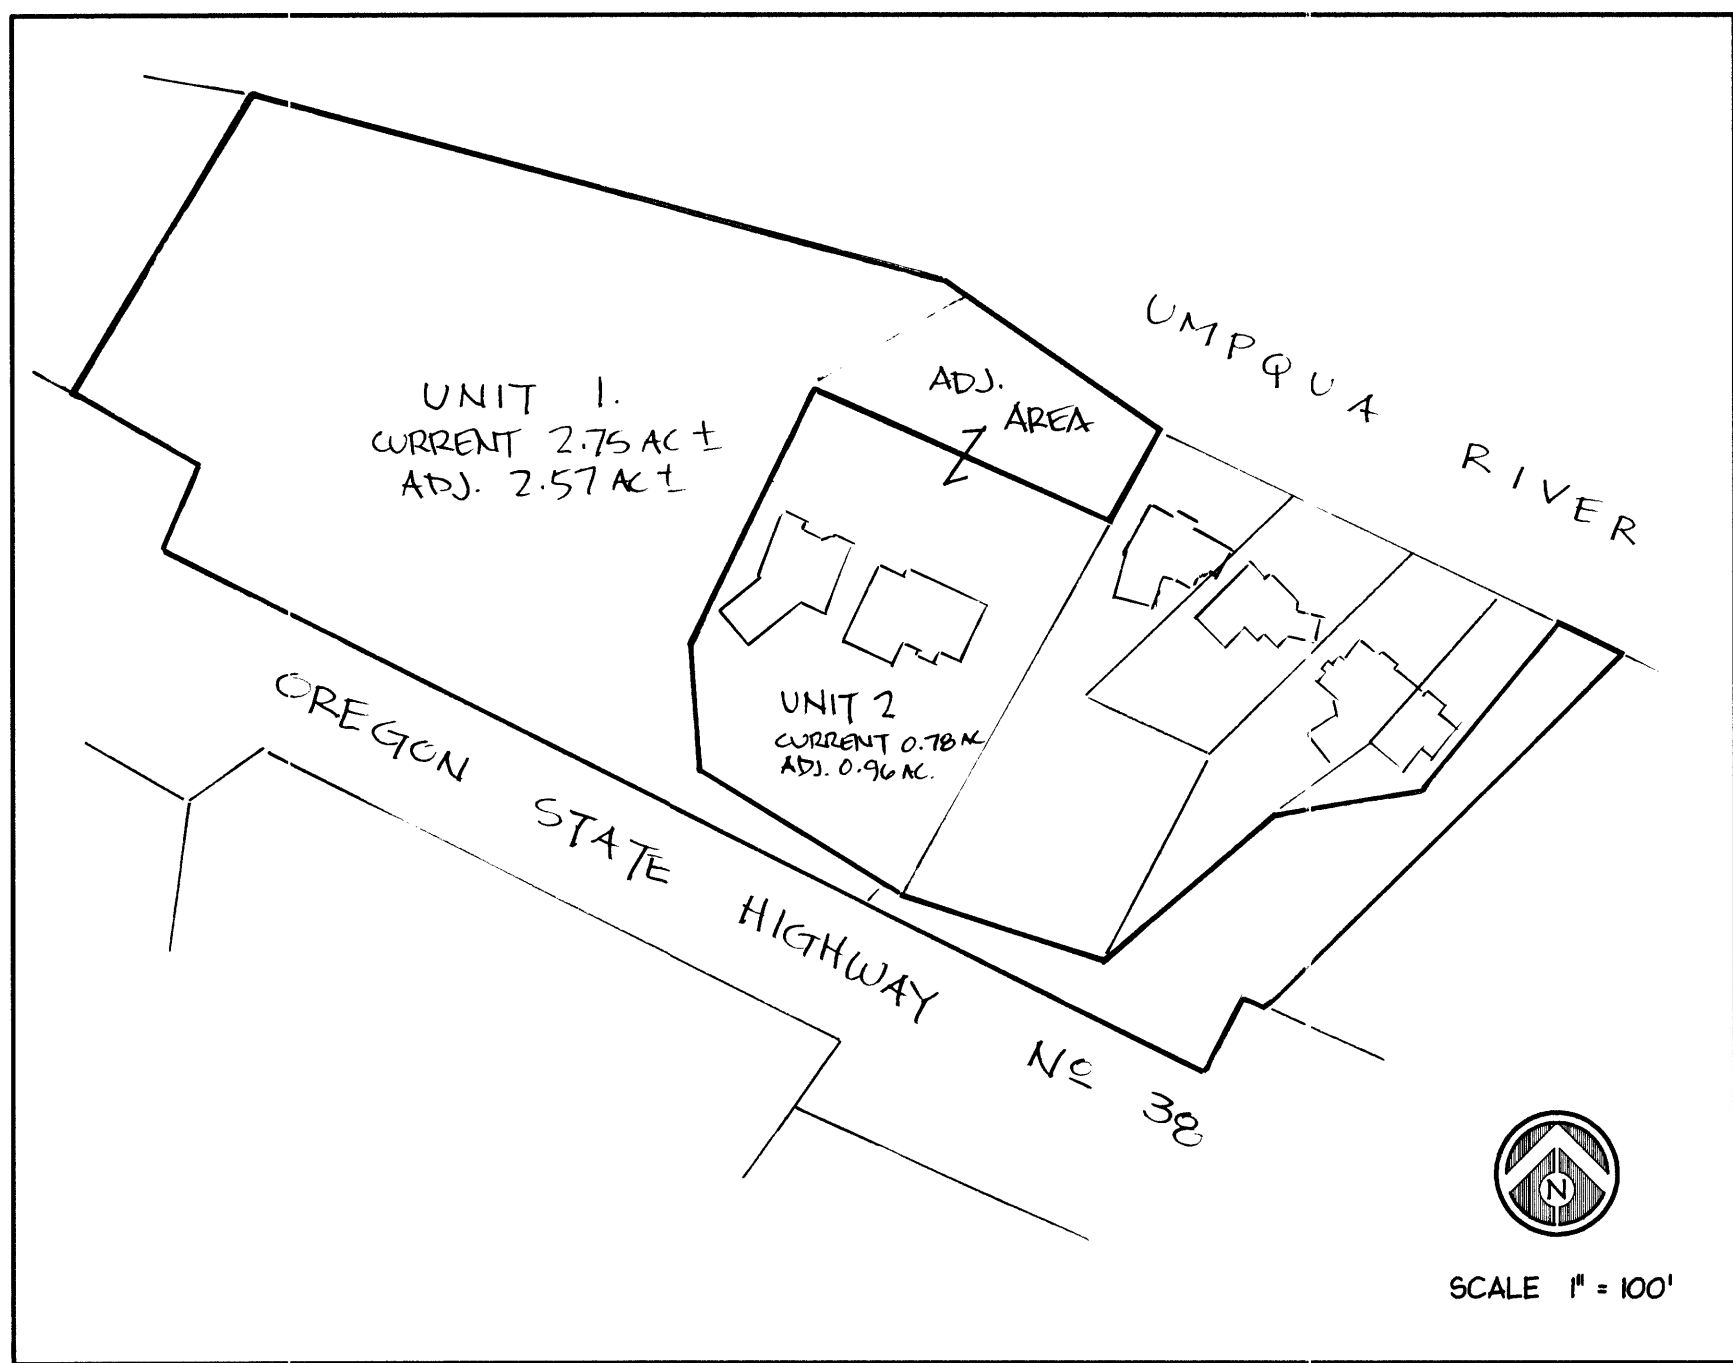 UMPQUA RIVER
ADJ.
AREA
UNIT 1.
CURRENT 2.75 AC ±
ADJ. 2.57 AC ±
UNIT 2
CURRENT 0.78 AC
ADJ. 0.96 AC.
OREGON STATE HIGHWAY Nº 38
N
SCALE 1" = 100'